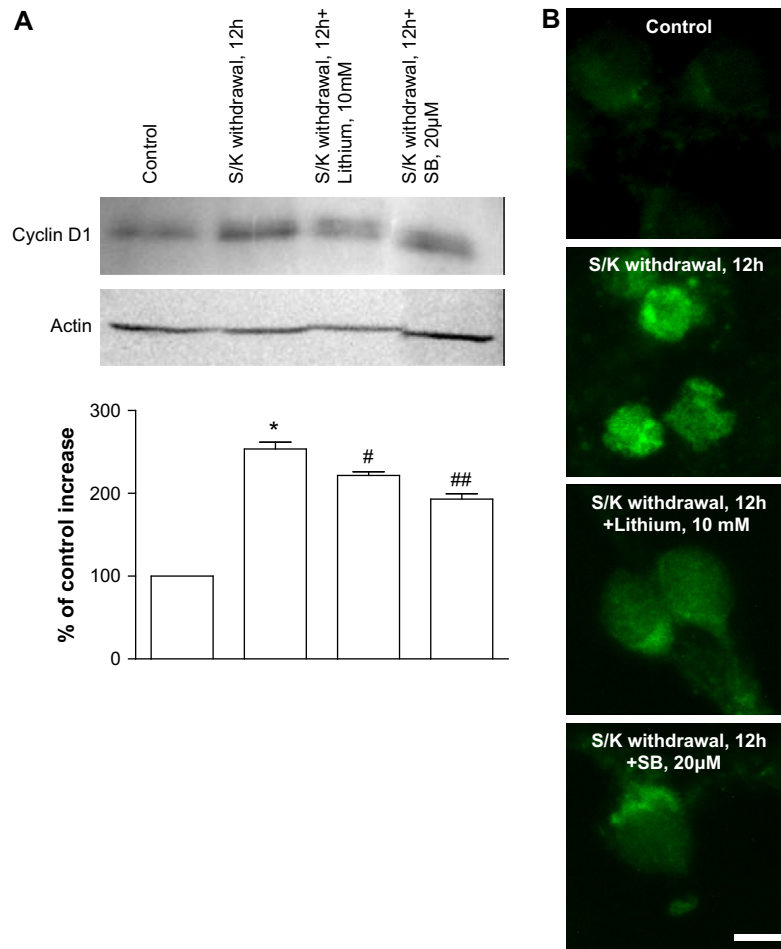 A
Control
S/K withdrawal, 12h
S/K withdrawal, 12h+
Lithium, 10mM
S/K withdrawal, 12h+
SB, 20µM
Cyclin D1
Actin
% of control increase
300
200
100
0
*
#
##
B
Control
S/K withdrawal, 12h
S/K withdrawal, 12h
+Lithium, 10 mM
S/K withdrawal, 12h
+SB, 20µM